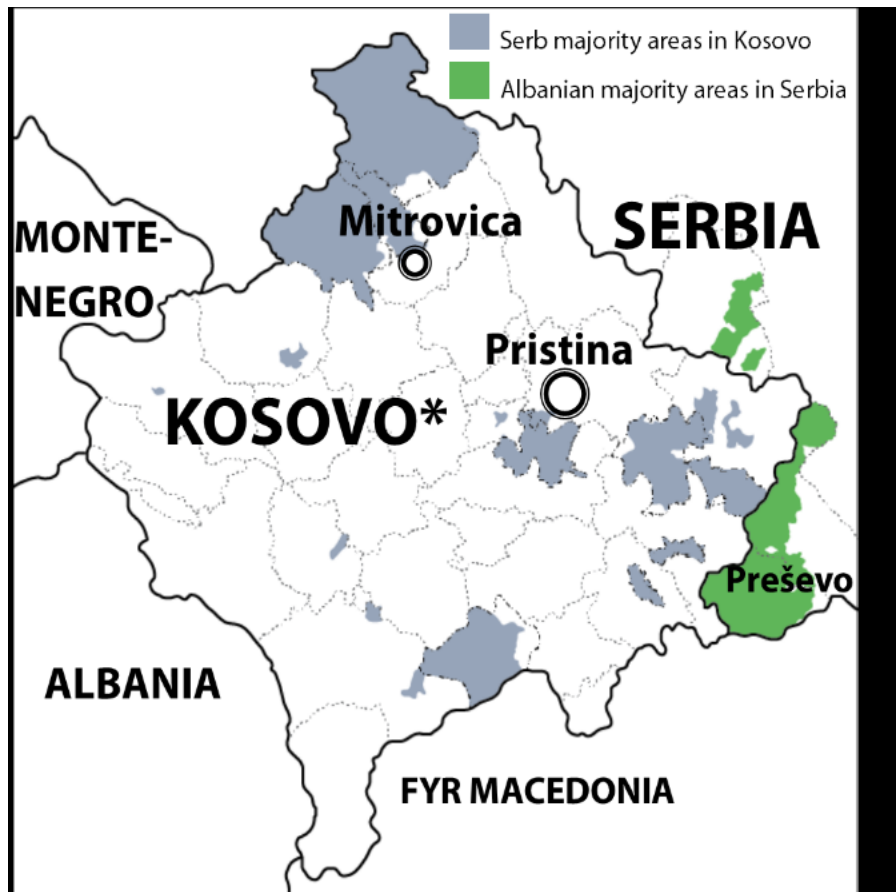 Serb majority areas in Kosovo
Albanian majority areas in Serbia
Mitrovica
SERBIA
MONTE-
NEGRO
Pristina
KOSOVO*
Preševo
ALBANIA
FYR MACEDONIA